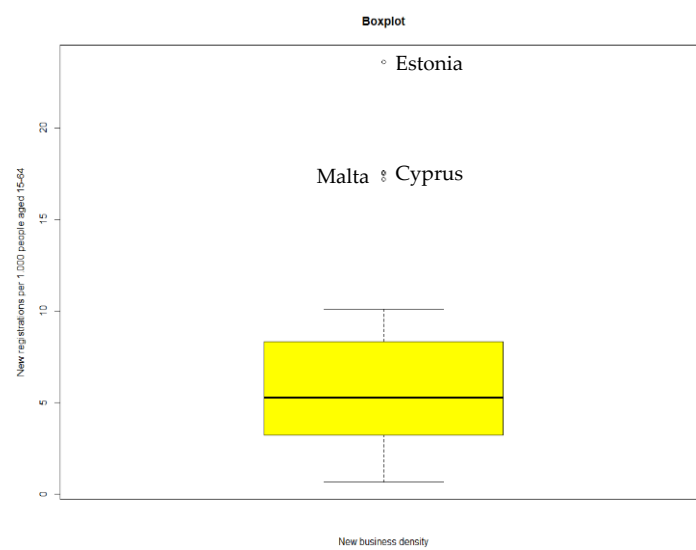 Boxplot
Estonia
Malta
Cyprus
New registrations per 1.000 people aged 15-64
20
15
10
5
0
New business density